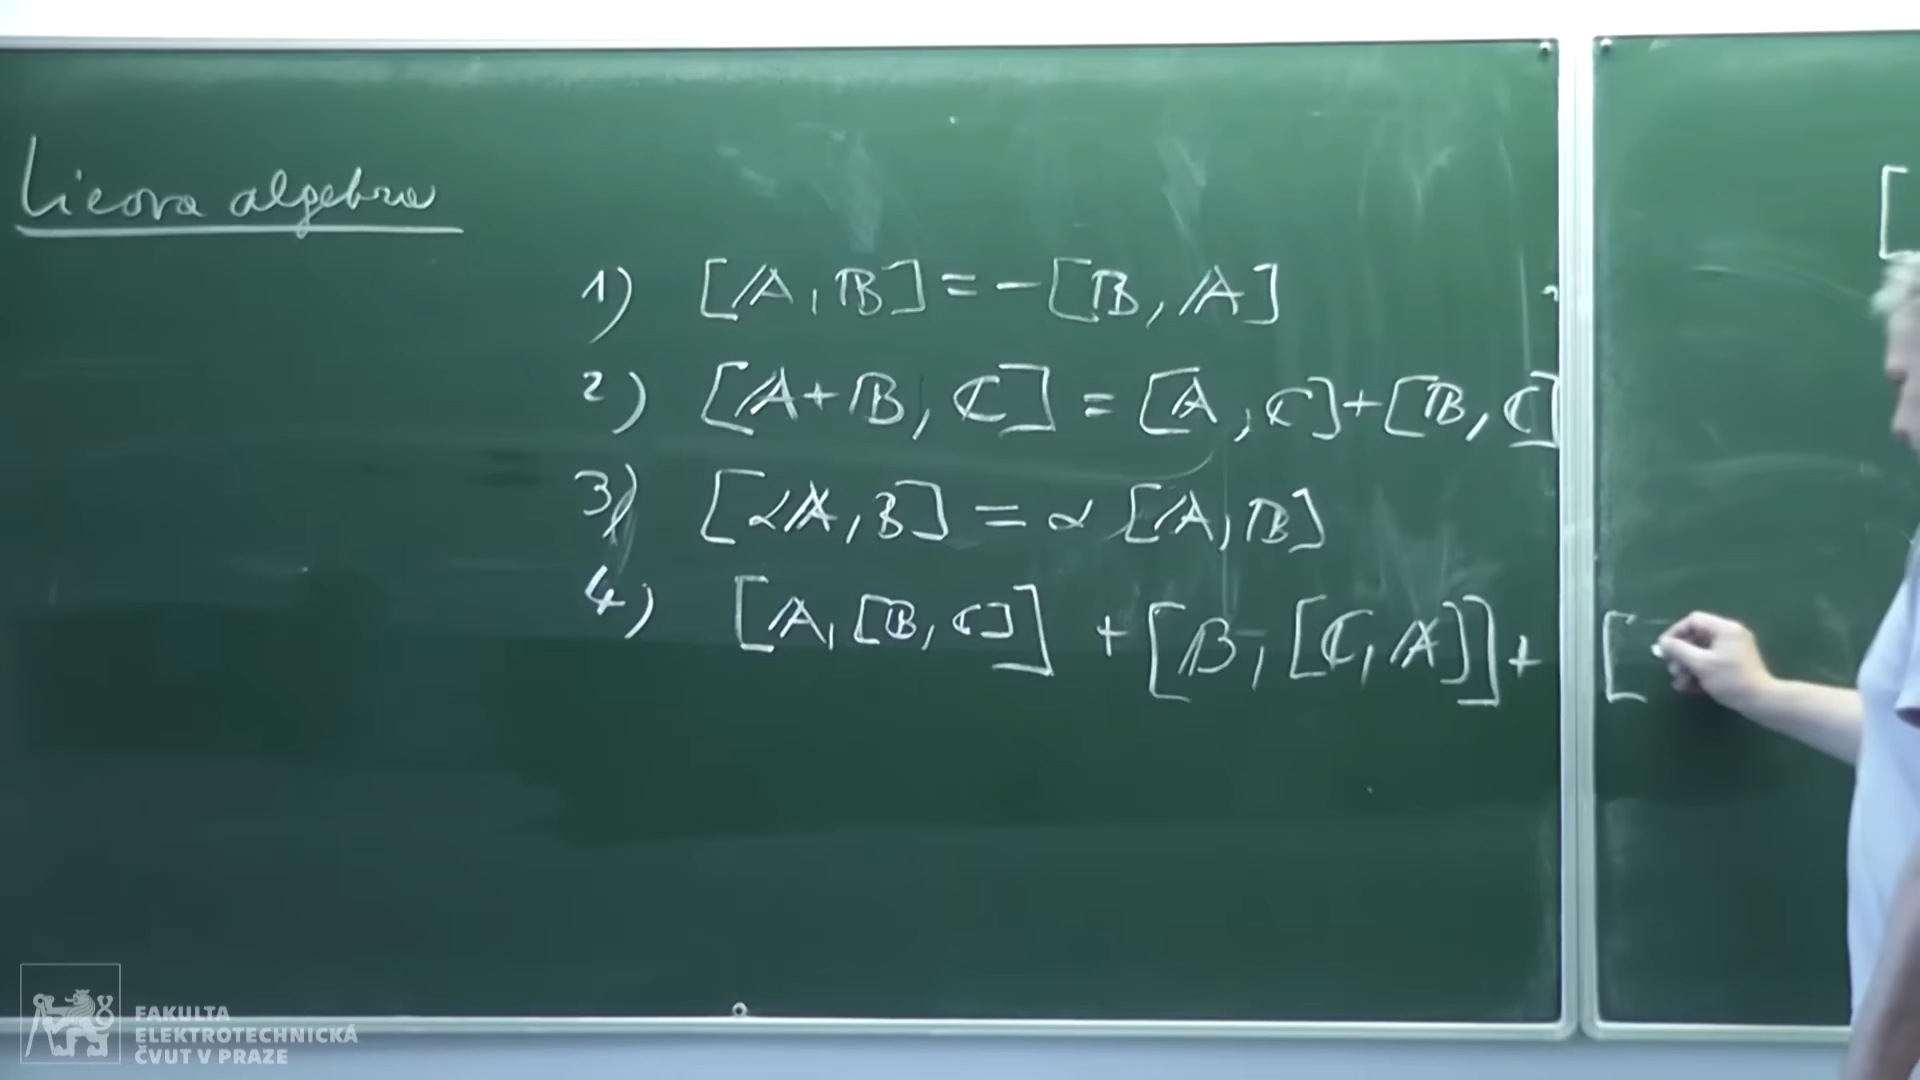 Lieova algebra
1) [A, B] = -[B, A]
2) [A+B, C] = [A, C]+[B, C]
3) [αA, B] = α [A, B]
4) [A, [B, C]] + [B, [C, A]] + [
[
FAKULTA
ELEKTROTECHNICKÁ
ČVUT V PRAZE